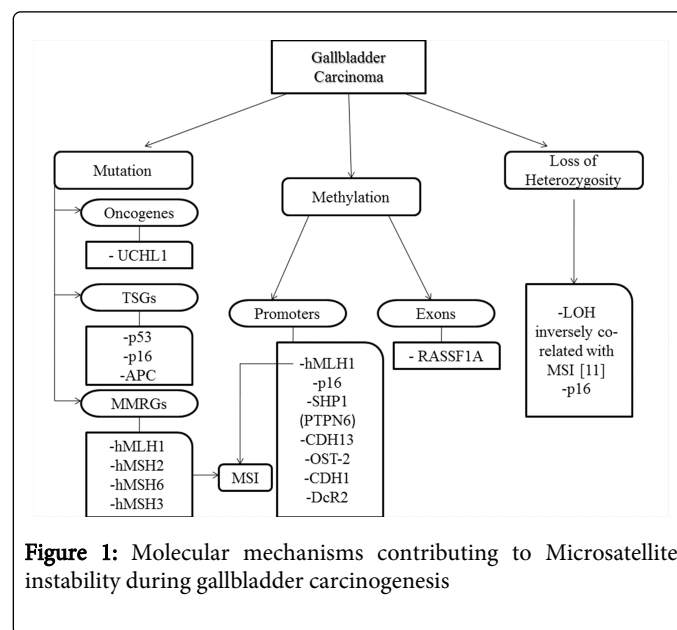 Gallbladder
Carcinoma
Mutation
Oncogenes
- UCHL1
TSGs
-p53
-p16
-APC
MMRGs
-hMLH1
-hMSH2
-hMSH6
-hMSH3
MSI
Methylation
Promoters
-hMLH1
-p16
-SHP1
(PTPN6)
-CDH13
-OST-2
-CDH1
-DcR2
Exons
- RASSF1A
Loss of
Heterozygosity
-LOH
inversely co-
related with
MSI [11]
-p16
Figure 1: Molecular mechanisms contributing to Microsatellite
instability during gallbladder carcinogenesis